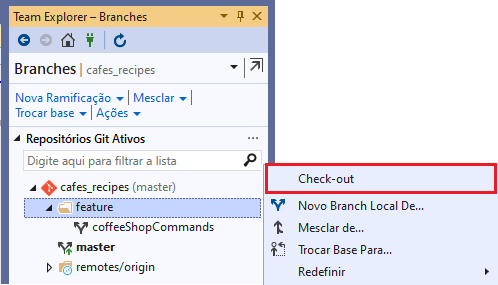 Team Explorer – Branches
Branches | cafes_recipes
Nova Ramificação | Mesclar
Trocar base | Ações
Repositórios Git Ativos
Digite aqui para filtrar a lista
cafes_recipes (master)
feature
coffeeShopCommands
master
remotes/origin
Check-out
Novo Branch Local De...
Mesclar de...
Trocar Base Para...
Redefinir